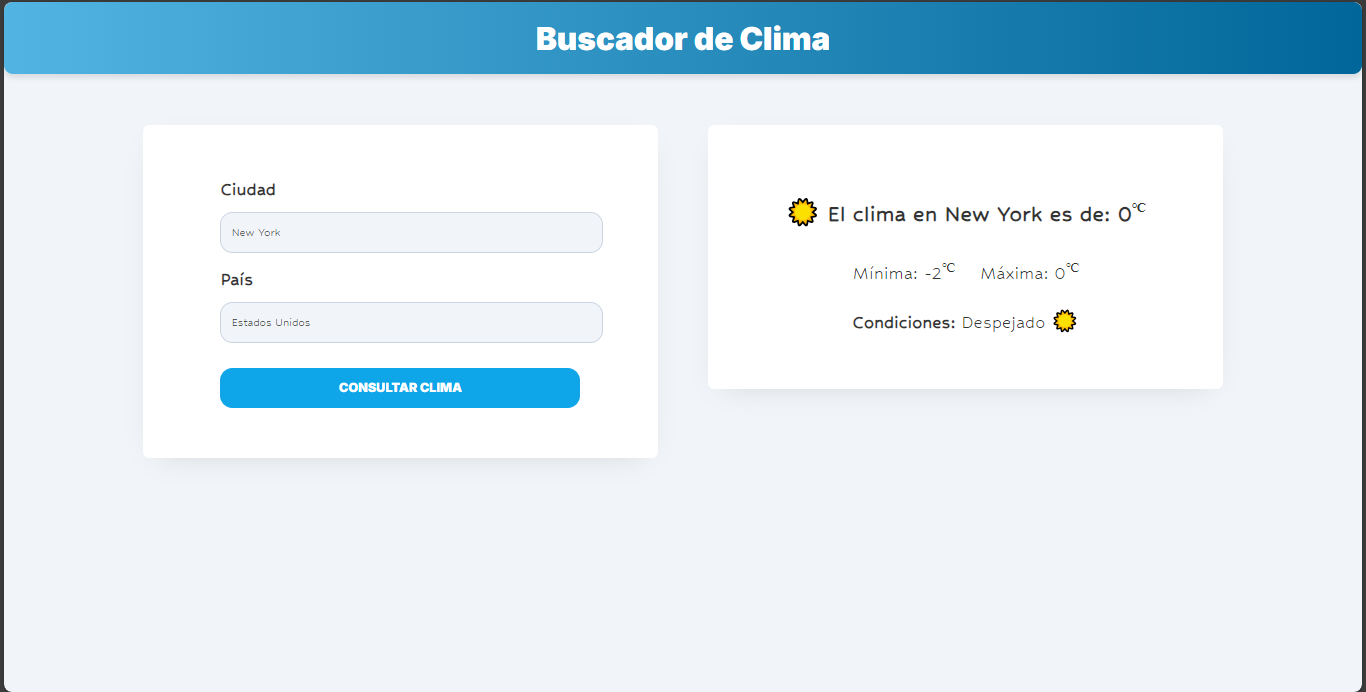 Buscador de Clima
Ciudad
New York
País
Estados Unidos
CONSULTAR CLIMA
El clima en New York es de: 0°C
Mínima: -2°C Máxima: 0°C
Condiciones: Despejado